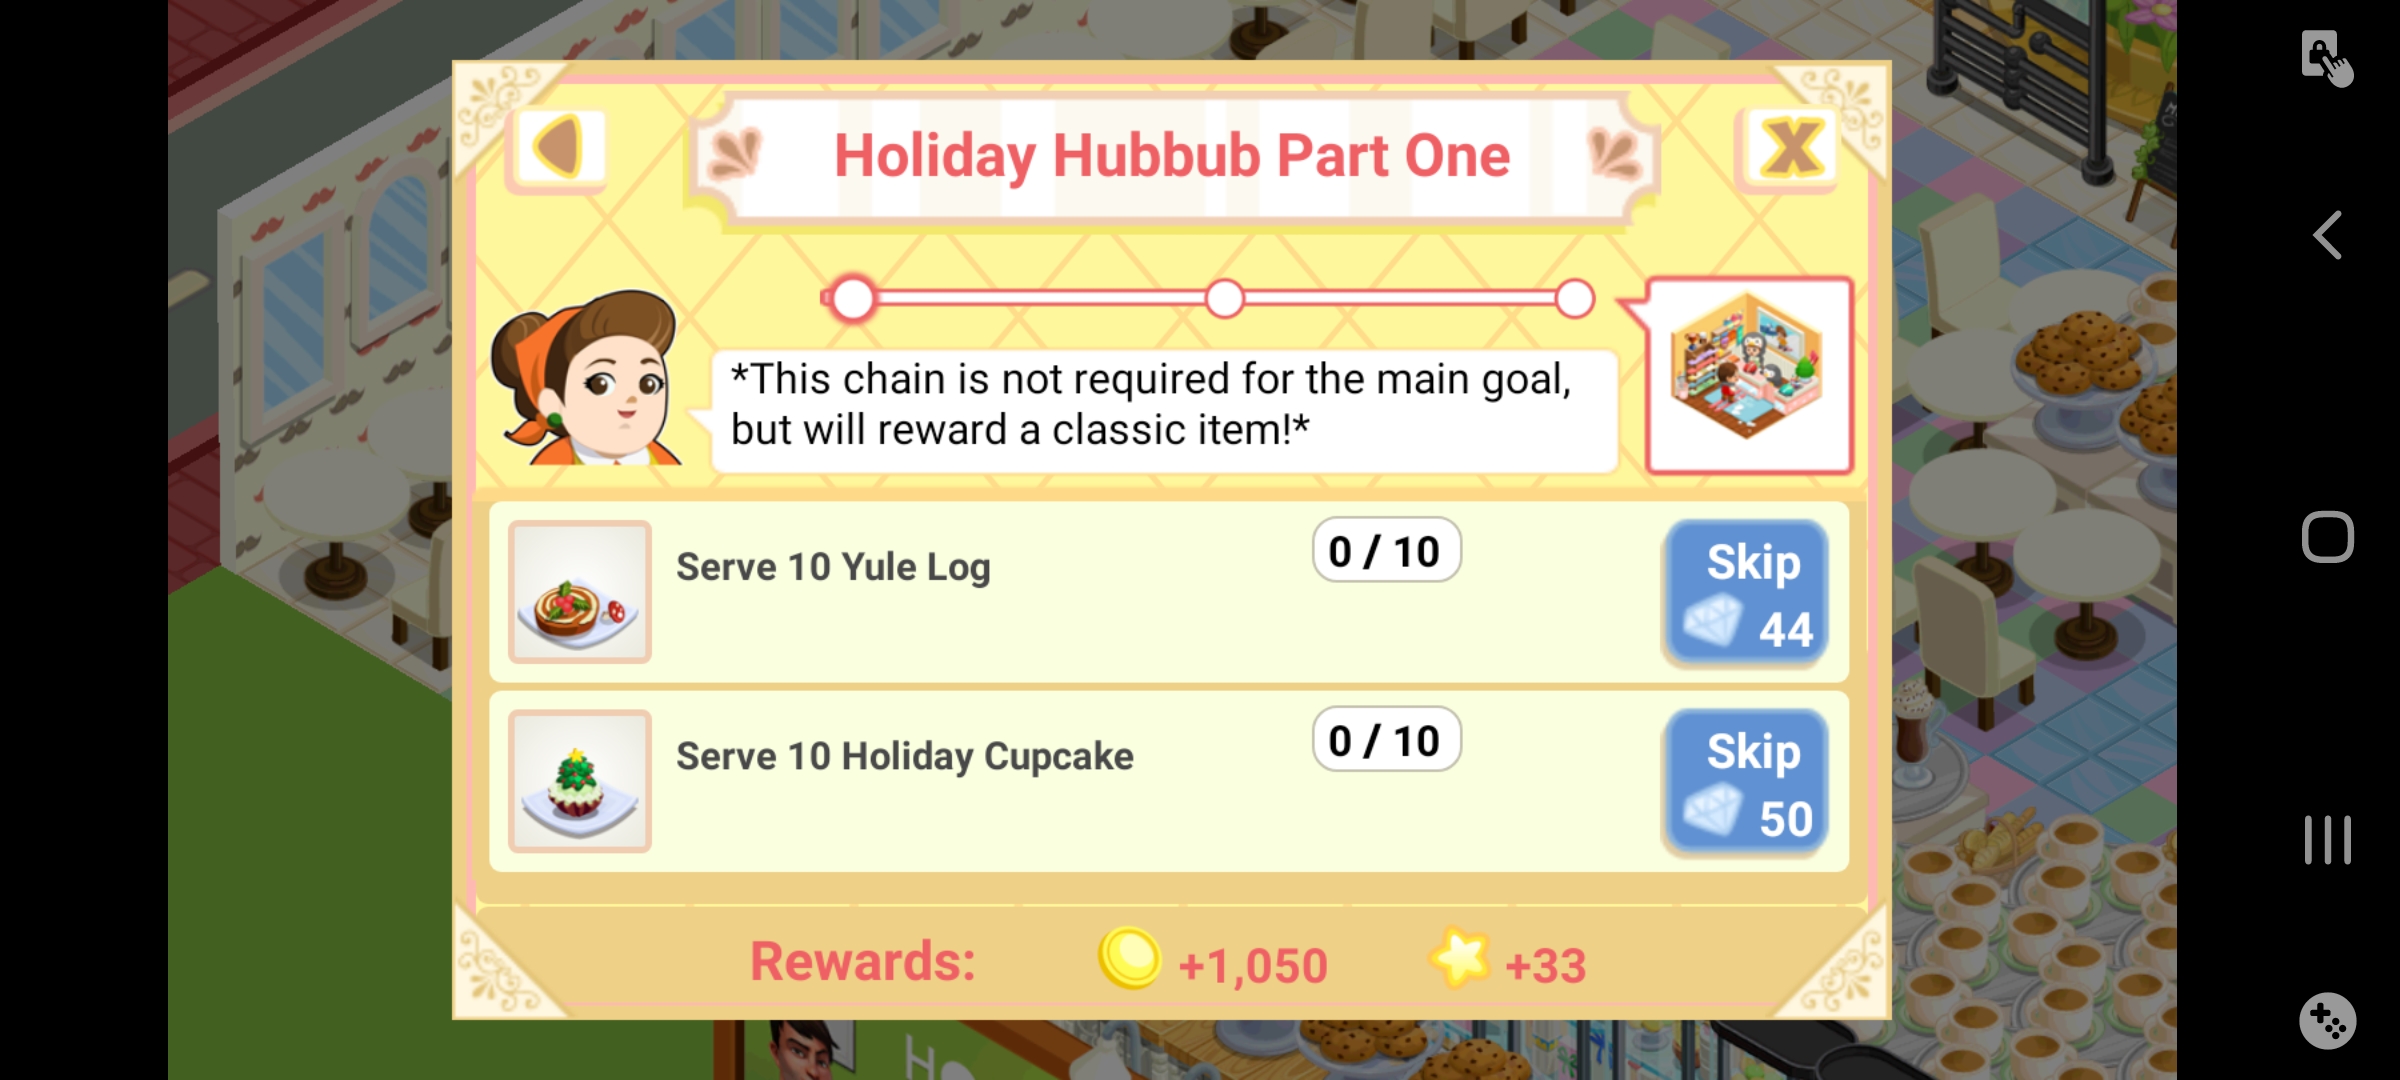 Holiday Hubbub Part One
*This chain is not required for the main goal,
but will reward a classic item!*
Serve 10 Yule Log
0 / 10
Skip
44
Serve 10 Holiday Cupcake
0 / 10
Skip
50
Rewards:
+1,050
+33